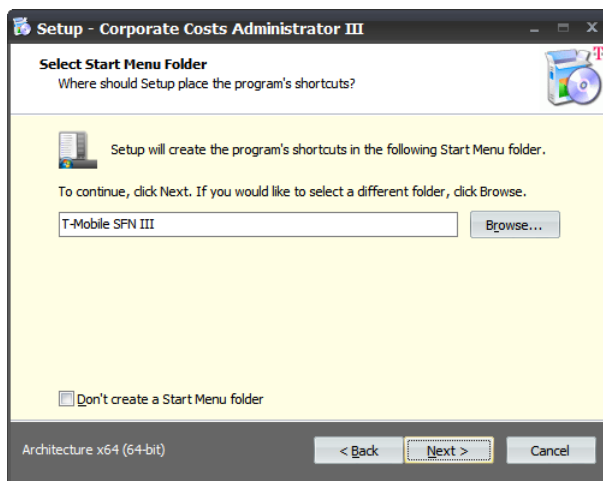 Setup - Corporate Costs Administrator III
Select Start Menu Folder
Where should Setup place the program's shortcuts?
T
Setup will create the program's shortcuts in the following Start Menu folder.
To continue, click Next. If you would like to select a different folder, click Browse.
T-Mobile SFN III
Browse...
Don't create a Start Menu folder
Architecture x64 (64-bit)
< Back
Next >
Cancel